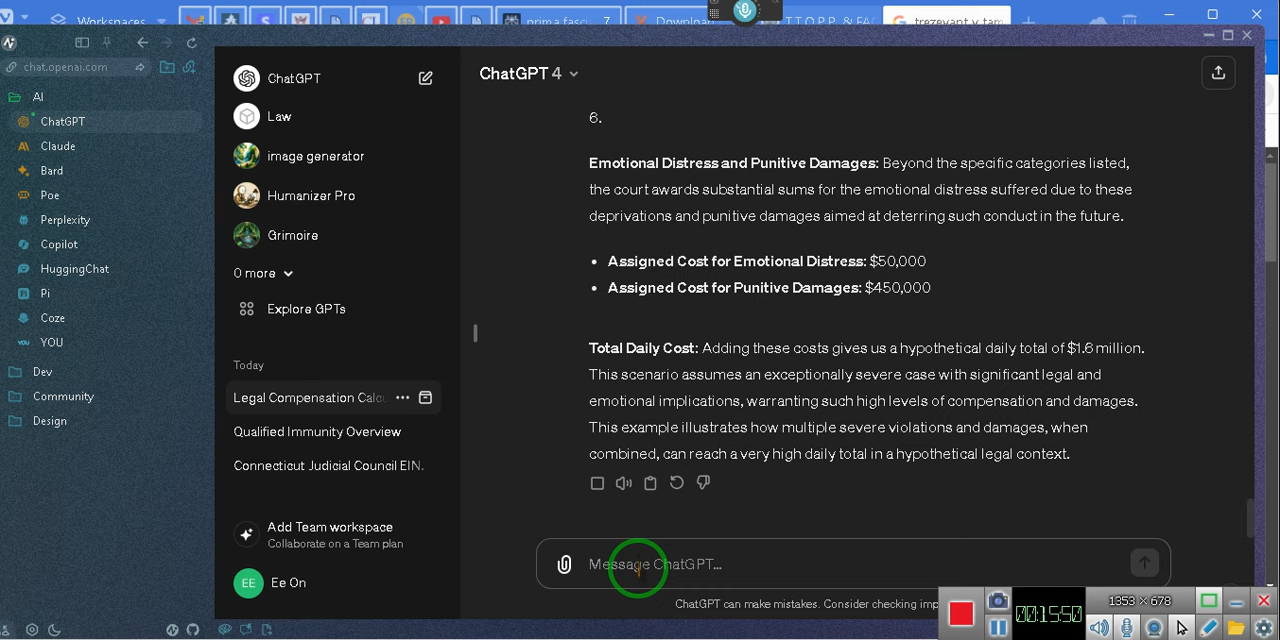 Workspaces
prima fascu
7
Downloa
T T O P P & FAC
trezevant v tam
chat.openai.com
AI
ChatGPT
Claude
Bard
Poe
Perplexity
Copilot
HuggingChat
Pi
Coze
YOU
Dev
Community
Design
ChatGPT
Law
image generator
Humanizer Pro
Grimoire
0 more
Explore GPTs
Today
Legal Compensation Calcu
Qualified Immunity Overview
Connecticut Judicial Council EIN.
Add Team workspace
Collaborate on a Team plan
EE
Ee On
ChatGPT 4
6.
Emotional Distress and Punitive Damages: Beyond the specific categories listed,
the court awards substantial sums for the emotional distress suffered due to these
deprivations and punitive damages aimed at deterring such conduct in the future.
• Assigned Cost for Emotional Distress: $50,000
• Assigned Cost for Punitive Damages: $450,000
Total Daily Cost: Adding these costs gives us a hypothetical daily total of $1.6 million.
This scenario assumes an exceptionally severe case with significant legal and
emotional implications, warranting such high levels of compensation and damages.
This example illustrates how multiple severe violations and damages, when
combined, can reach a very high daily total in a hypothetical legal context.
Message ChatGPT...
ChatGPT can make mistakes. Consider checking imp
1353 × 678
00:15:50